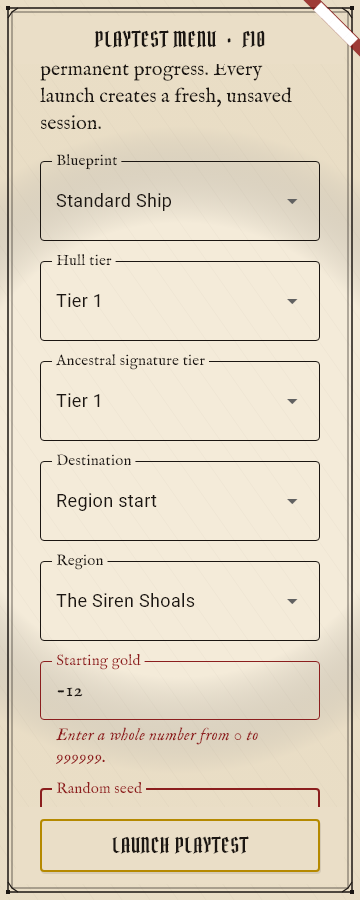 PLAYTEST MENU · F10
permanent progress. Every
launch creates a fresh, unsaved
session.
Blueprint
Standard Ship
Hull tier
Tier 1
Ancestral signature tier
Tier 1
Destination
Region start
Region
The Siren Shoals
Starting gold
-12
Enter a whole number from 0 to
999999.
Random seed
LAUNCH PLAYTEST